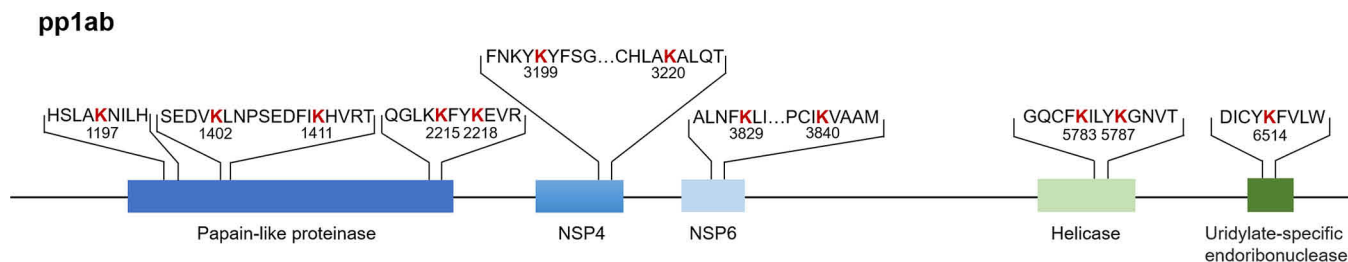 pp1ab
FNKYKYFSG...CHLAKALQT
3199 3220
HSLAKNILH SEDVKLNPSEDFIKHVRT QGLKKFYKEVR ALNFKLI...PCIKVAAM GQCFKILYKGNVT DICYKFVLW
1197 1402 1411 2215 2218 3829 3840 5783 5787 6514
Papain-like proteinase NSP4 NSP6 Helicase Uridylate-specific
endoribonuclease